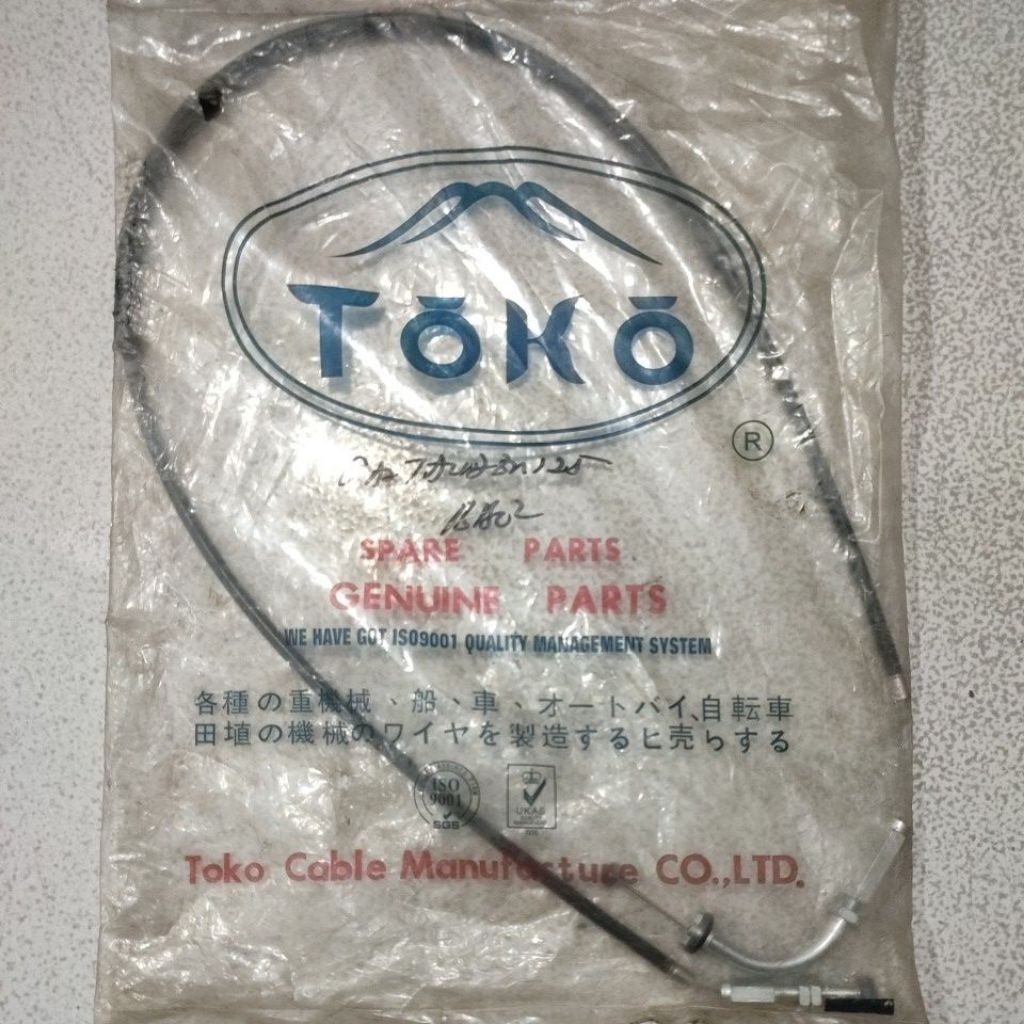 TŌKŌ
®
125
SPARE PARTS
GENUINE PARTS
WE HAVE GOT ISO9001 QUALITY MANAGEMENT SYSTEM
各種の重機械、船、車、オートバイ、自転車
田埴の機械のワイヤを製造するヒ売らする
ISO
9001
SGS
UKAS
Toko Cable Manufacture CO.,LTD.